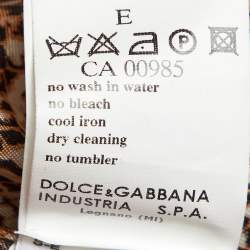 E
CA 00985
no wash in water
no bleach
cool iron
dry cleaning
no tumbler
DOLCE&GABBANA
INDUSTRIA S.P.A.
Legnano (MI)